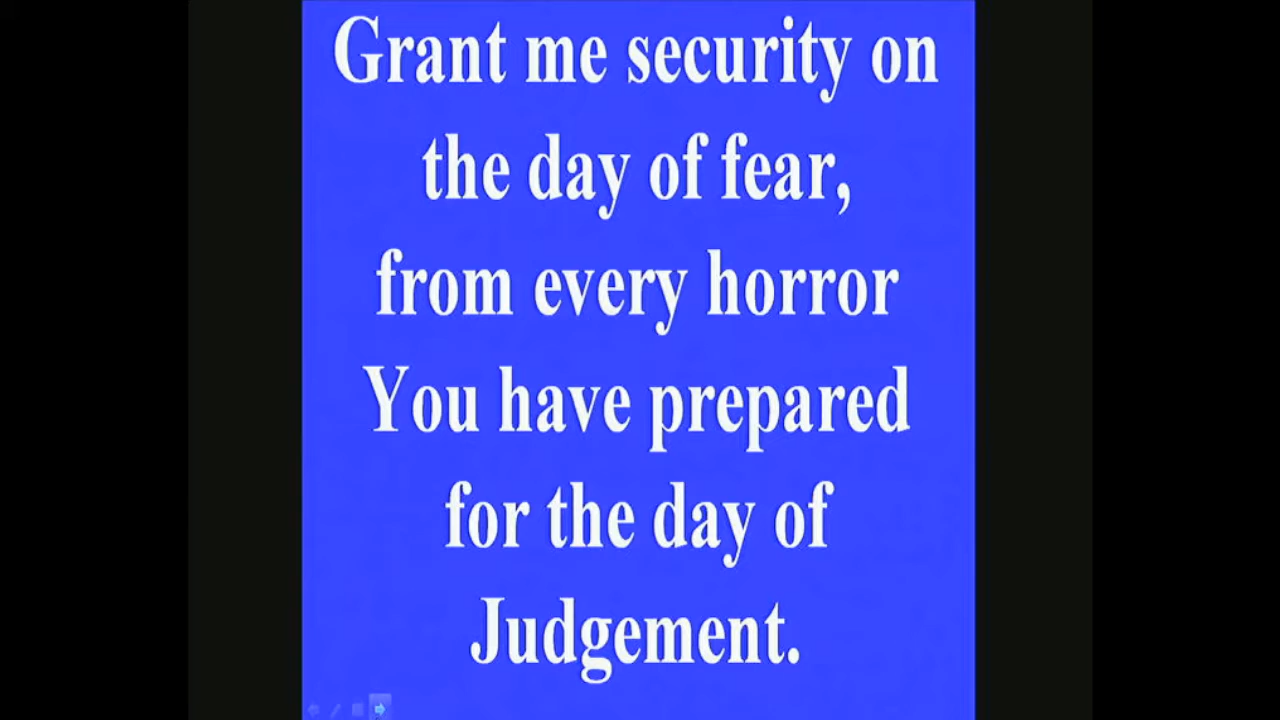 Grant me security on
the day of fear,
from every horror
You have prepared
for the day of
Judgement.